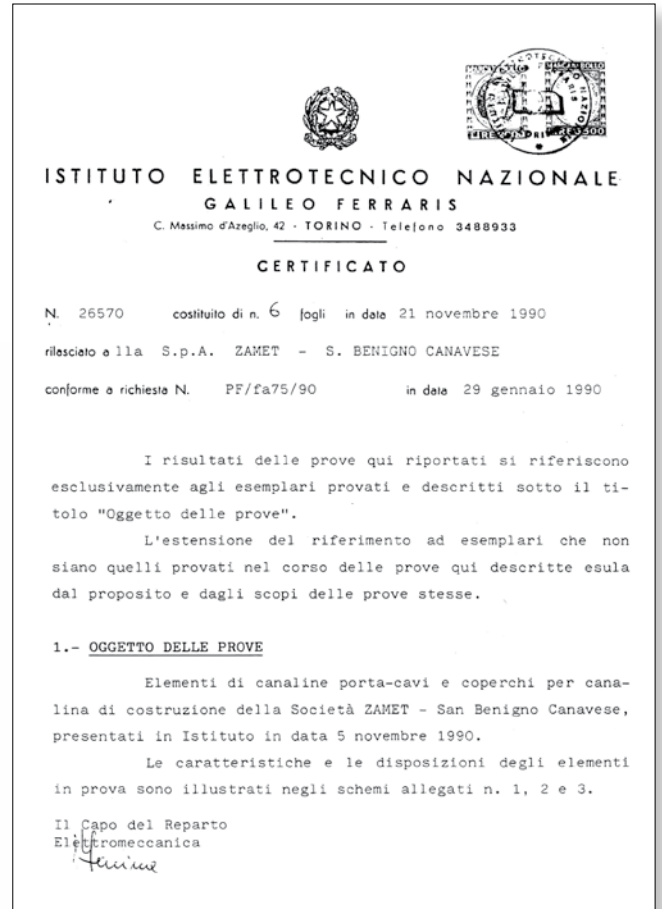 MARCA DA BOLLO
ISTITUTO ELETTROTECNICO NAZIONALE
GALILEO FERRARIS
C. Massimo d'Azeglio, 42 - TORINO - Telefono 3488933
CERTIFICATO
N. 26570 costituito di n. 6 fogli in data 21 novembre 1990
rilasciato a lla S.p.A. ZAMET - S. BENIGNO CANAVESE
conforme a richiesta N. PF/fa75/90 in data 29 gennaio 1990
I risultati delle prove qui riportati si riferiscono
esclusivamente agli esemplari provati e descritti sotto il ti-
tolo "Oggetto delle prove".
L'estensione del riferimento ad esemplari che non
siano quelli provati nel corso delle prove qui descritte esula
dal proposito e dagli scopi delle prove stesse.
1.- OGGETTO DELLE PROVE
Elementi di canaline porta-cavi e coperchi per cana-
lina di costruzione della Società ZAMET - San Benigno Canavese,
presentati in Istituto in data 5 novembre 1990.
Le caratteristiche e le disposizioni degli elementi
in prova sono illustrati negli schemi allegati n. 1, 2 e 3.
Il Capo del Reparto
Elettromeccanica